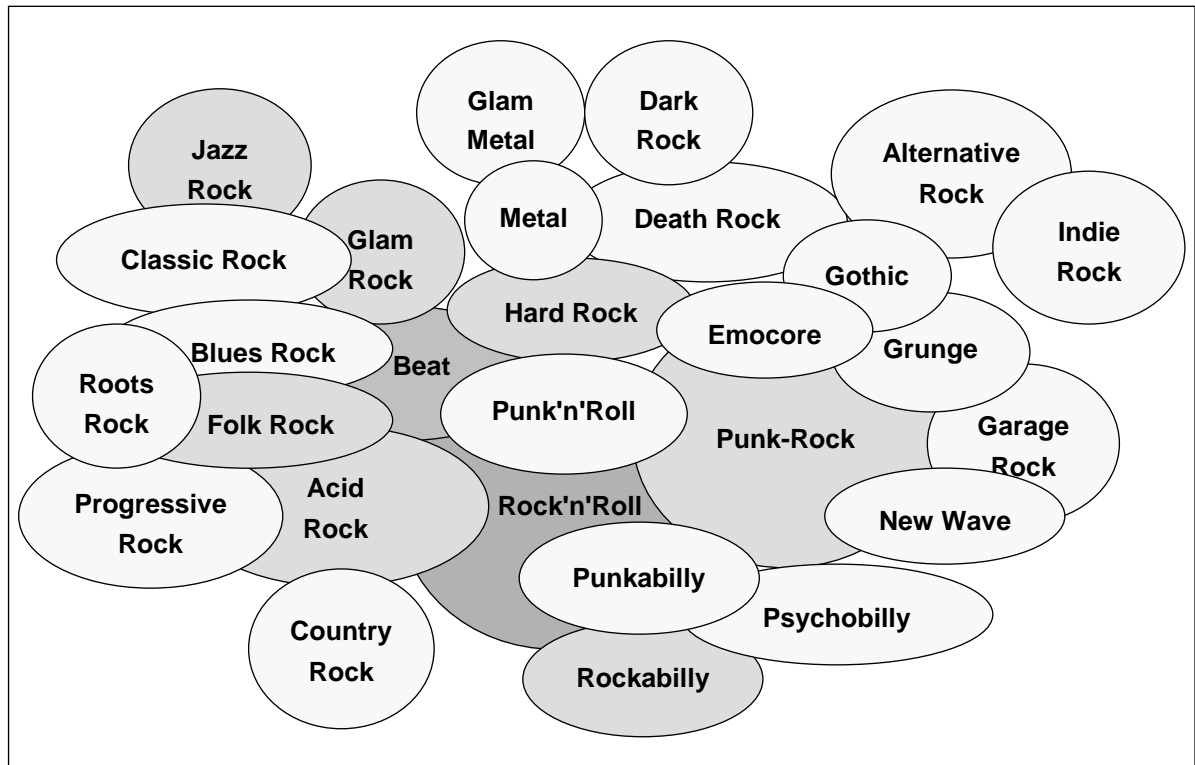 Glam
Metal
Dark
Rock
Jazz
Rock
Alternative
Rock
Metal
Death Rock
Indie
Rock
Classic Rock
Glam
Rock
Gothic
Hard Rock
Emocore
Grunge
Blues Rock
Beat
Roots
Rock
Folk Rock
Punk'n'Roll
Punk-Rock
Garage
Rock
Progressive
Rock
Acid
Rock
Rock'n'Roll
New Wave
Punkabilly
Psychobilly
Country
Rock
Rockabilly